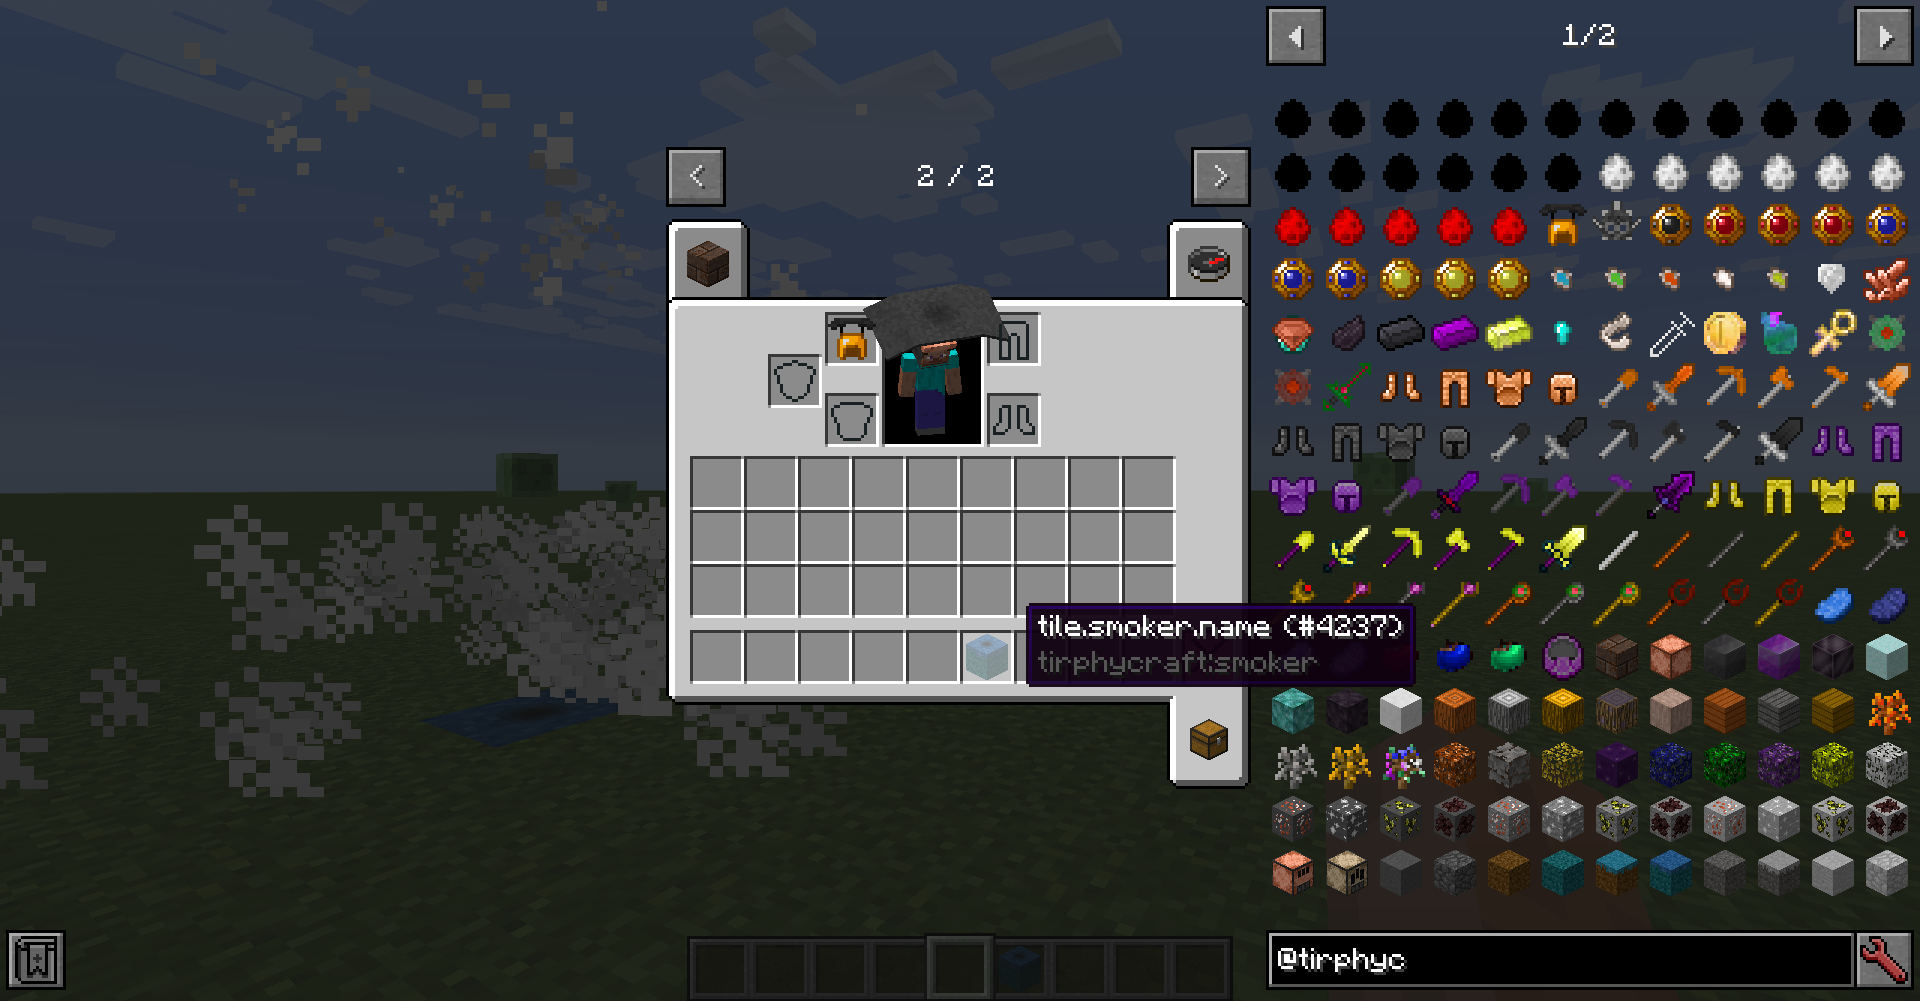 1/2
2 / 2
tile.smoker.name (#4237)
tirphycraft:smoker
@tirphyc